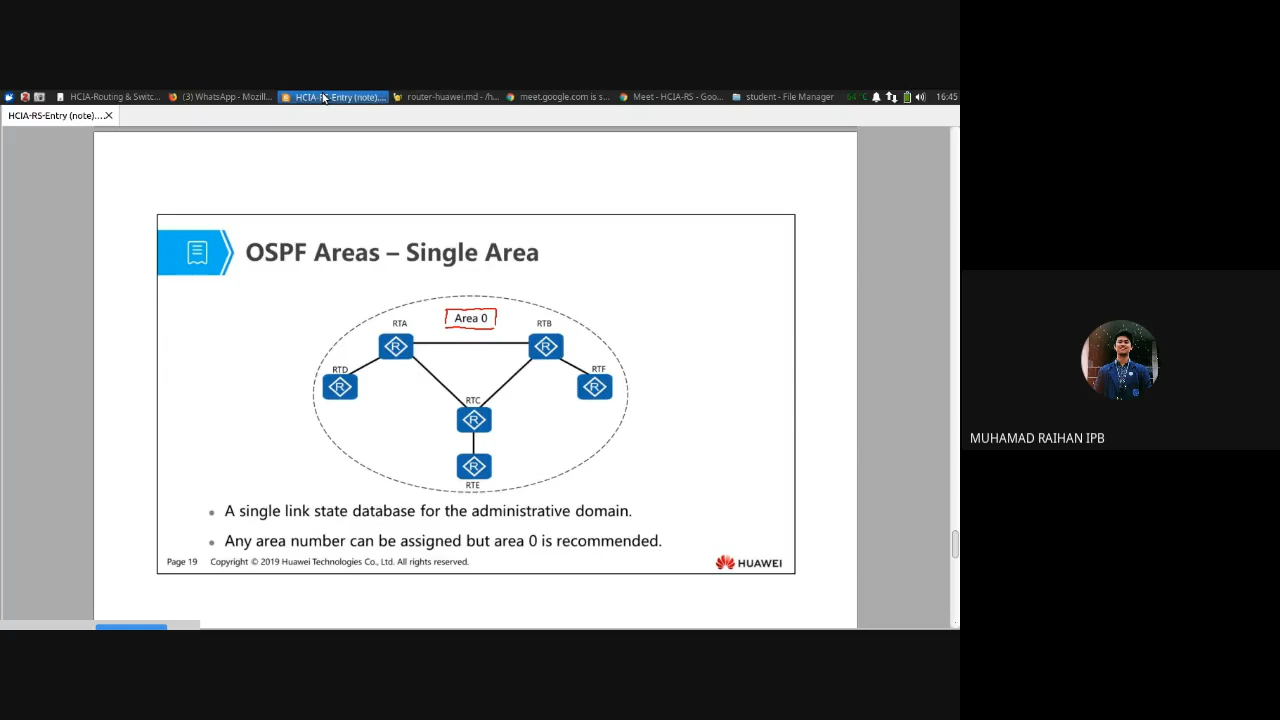 HCIA-Routing & Switc... (3) WhatsApp - Mozill... HCIA-RS-Entry (note),... router-huawei.md - /h... meet.google.com is s... Meet - HCIA-RS - Goo... student - File Manager 64°C 16:45
HCIA-RS-Entry (note)....
OSPF Areas – Single Area
Area 0
RTA
RTB
RTD
RTF
RTC
RTE
R
R
R
R
R
R
A single link state database for the administrative domain.
Any area number can be assigned but area 0 is recommended.
Page 19 Copyright © 2019 Huawei Technologies Co., Ltd. All rights reserved.
HUAWEI
MUHAMAD RAIHAN IPB